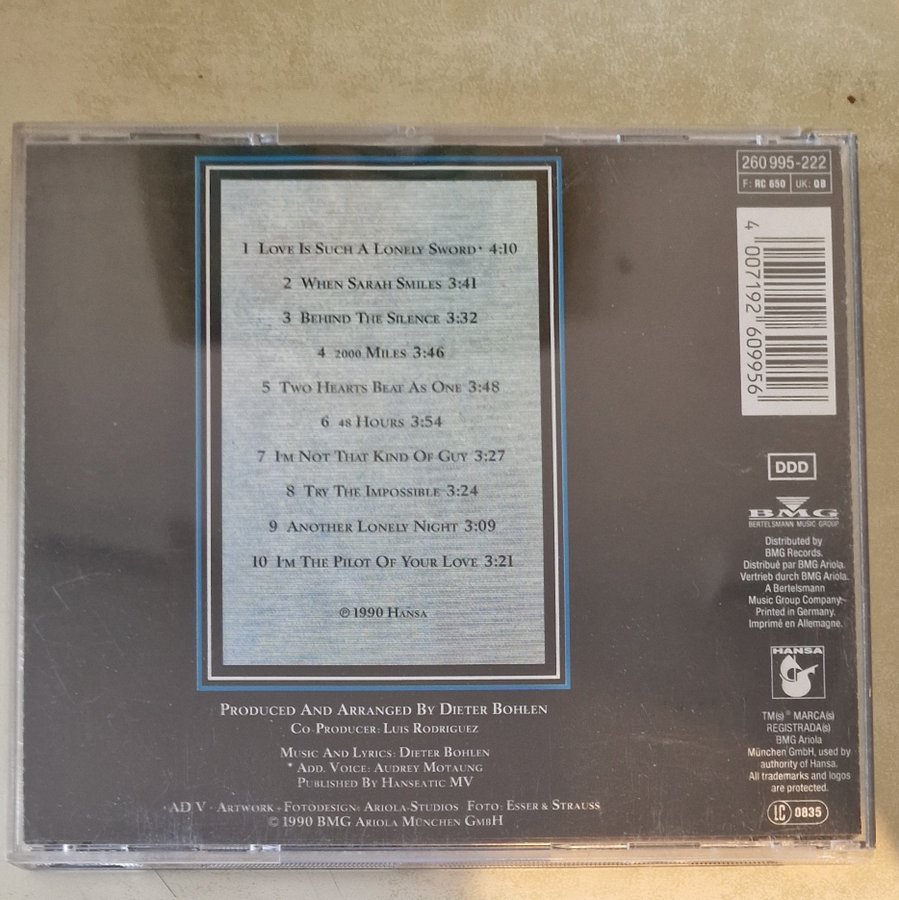 1 Love Is Such A Lonely Sword* 4:10
2 When Sarah Smiles 3:41
3 Behind The Silence 3:32
4 2000 Miles 3:46
5 Two Hearts Beat As One 3:48
6 48 Hours 3:54
7 I'm Not That Kind Of Guy 3:27
8 Try The Impossible 3:24
9 Another Lonely Night 3:09
10 I'm The Pilot Of Your Love 3:21
℗ 1990 Hansa
Produced And Arranged By Dieter Bohlen
Co-Producer: Luis Rodriguez
Music And Lyrics: Dieter Bohlen
* Add. Voice: Audrey Motaung
Published By Hanseatic MV
· AD V · Artwork + Fotodesign: Ariola-Studios Foto: Esser & Strauss
© 1990 BMG Ariola München GmbH
260 995-222
F: RC 650 UK: QB
4 007192 609956
DDD
BMG
BERTELSMANN MUSIC GROUP
Distributed by
BMG Records.
Distribué par BMG Ariola.
Vertrieb durch BMG Ariola.
A Bertelsmann
Music Group Company.
Printed in Germany.
Imprimé en Allemagne.
HANSA
TM(s) ® MARCA(s)
REGISTRADA(s)
BMG Ariola
München GmbH, used by
authority of Hansa.
All trademarks and logos
are protected.
LC 0835